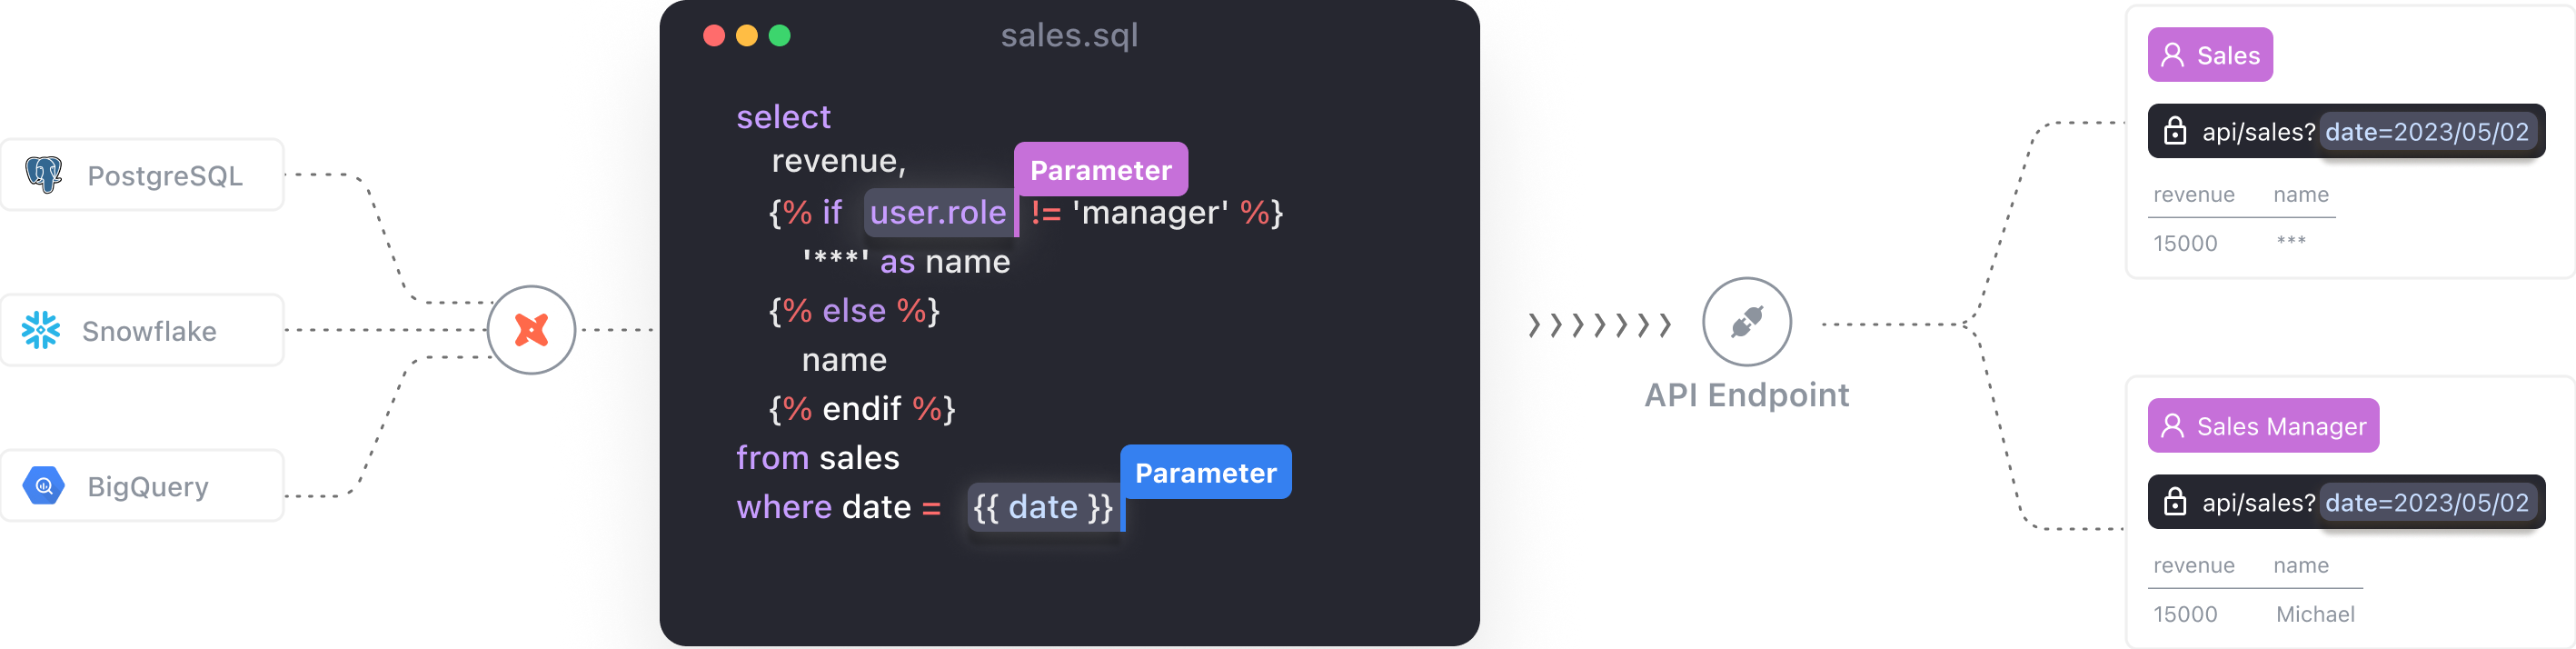 PostgreSQL
Snowflake
BigQuery
sales.sql
select
revenue,
Parameter
{% if user.role != 'manager' %}
'***' as name
{% else %}
name
{% endif %}
from sales
Parameter
where date = {{ date }}
API Endpoint
Sales
api/sales? date=2023/05/02
revenue name
15000 ***
Sales Manager
api/sales? date=2023/05/02
revenue name
15000 Michael